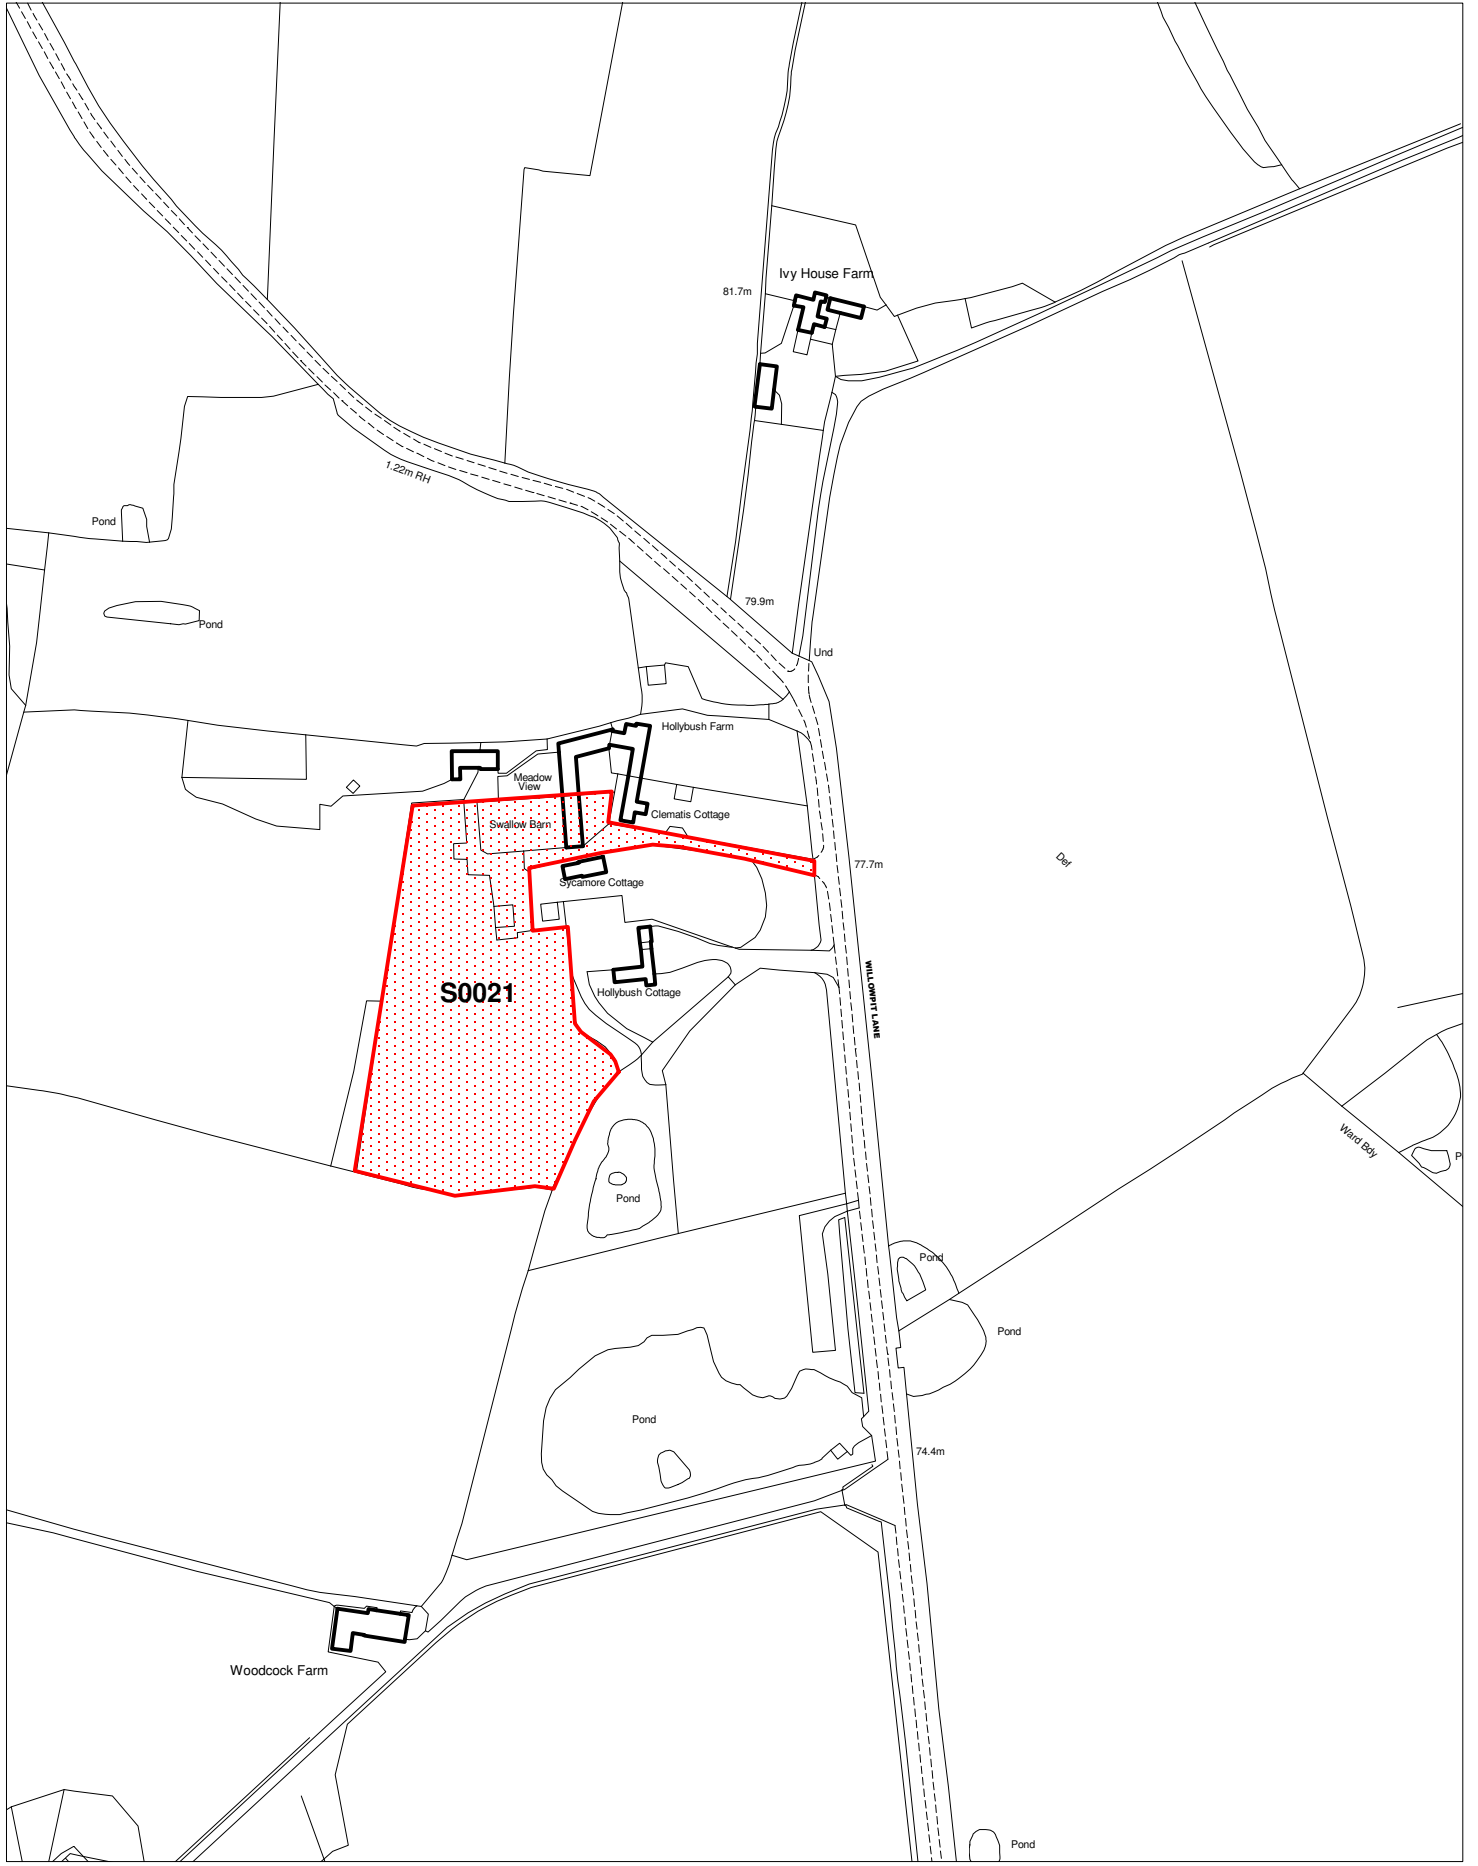 Ivy House Farm
81.7m
1.22m RH
Pond
79.9m
Pond
Und
Hollybush Farm
Meadow
View
Clematis Cottage
Swallow Barn
77.7m
Def
Sycamore Cottage
S0021
Hollybush Cottage
WILLOWPIT LANE
Ward Bdy
P
Pond
Pond
Pond
Pond
74.4m
Woodcock Farm
Pond